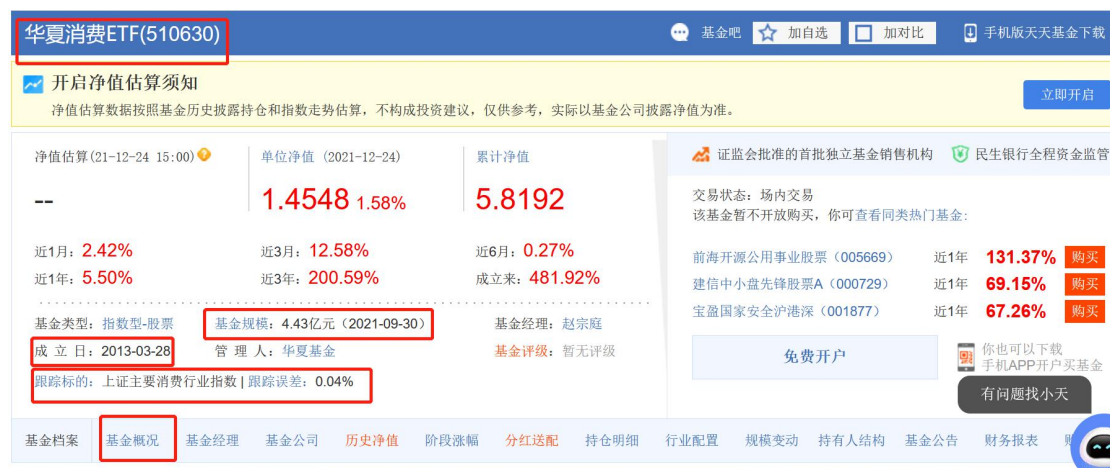 华夏消费ETF(510630)
基金吧 加自选 加对比 手机版天天基金下载
开启净值估算须知
净值估算数据按照基金历史披露持仓和指数走势估算，不构成投资建议，仅供参考，实际以基金公司披露净值为准。
立即开启
净值估算(21-12-24 15:00) 单位净值 (2021-12-24) 累计净值
-- 1.4548 1.58% 5.8192
近1月: 2.42% 近3月: 12.58% 近6月: 0.27%
近1年: 5.50% 近3年: 200.59% 成立来: 481.92%
基金类型: 指数型-股票 基金规模: 4.43亿元（2021-09-30） 基金经理: 赵宗庭
成 立 日: 2013-03-28 管 理 人: 华夏基金 基金评级: 暂无评级
跟踪标的: 上证主要消费行业指数 | 跟踪误差: 0.04%
证监会批准的首批独立基金销售机构 民生银行全程资金监管
交易状态: 场内交易
该基金暂不开放购买，你可查看同类热门基金:
前海开源公用事业股票（005669） 近1年 131.37% 购买
建信中小盘先锋股票A（000729） 近1年 69.15% 购买
宝盈国家安全沪港深（001877） 近1年 67.26% 购买
免费开户
你也可以下载
手机APP开户买基金
有问题找小天
基金档案 基金概况 基金经理 基金公司 历史净值 阶段涨幅 分红送配 持仓明细 行业配置 规模变动 持有人结构 基金公告 财务报表